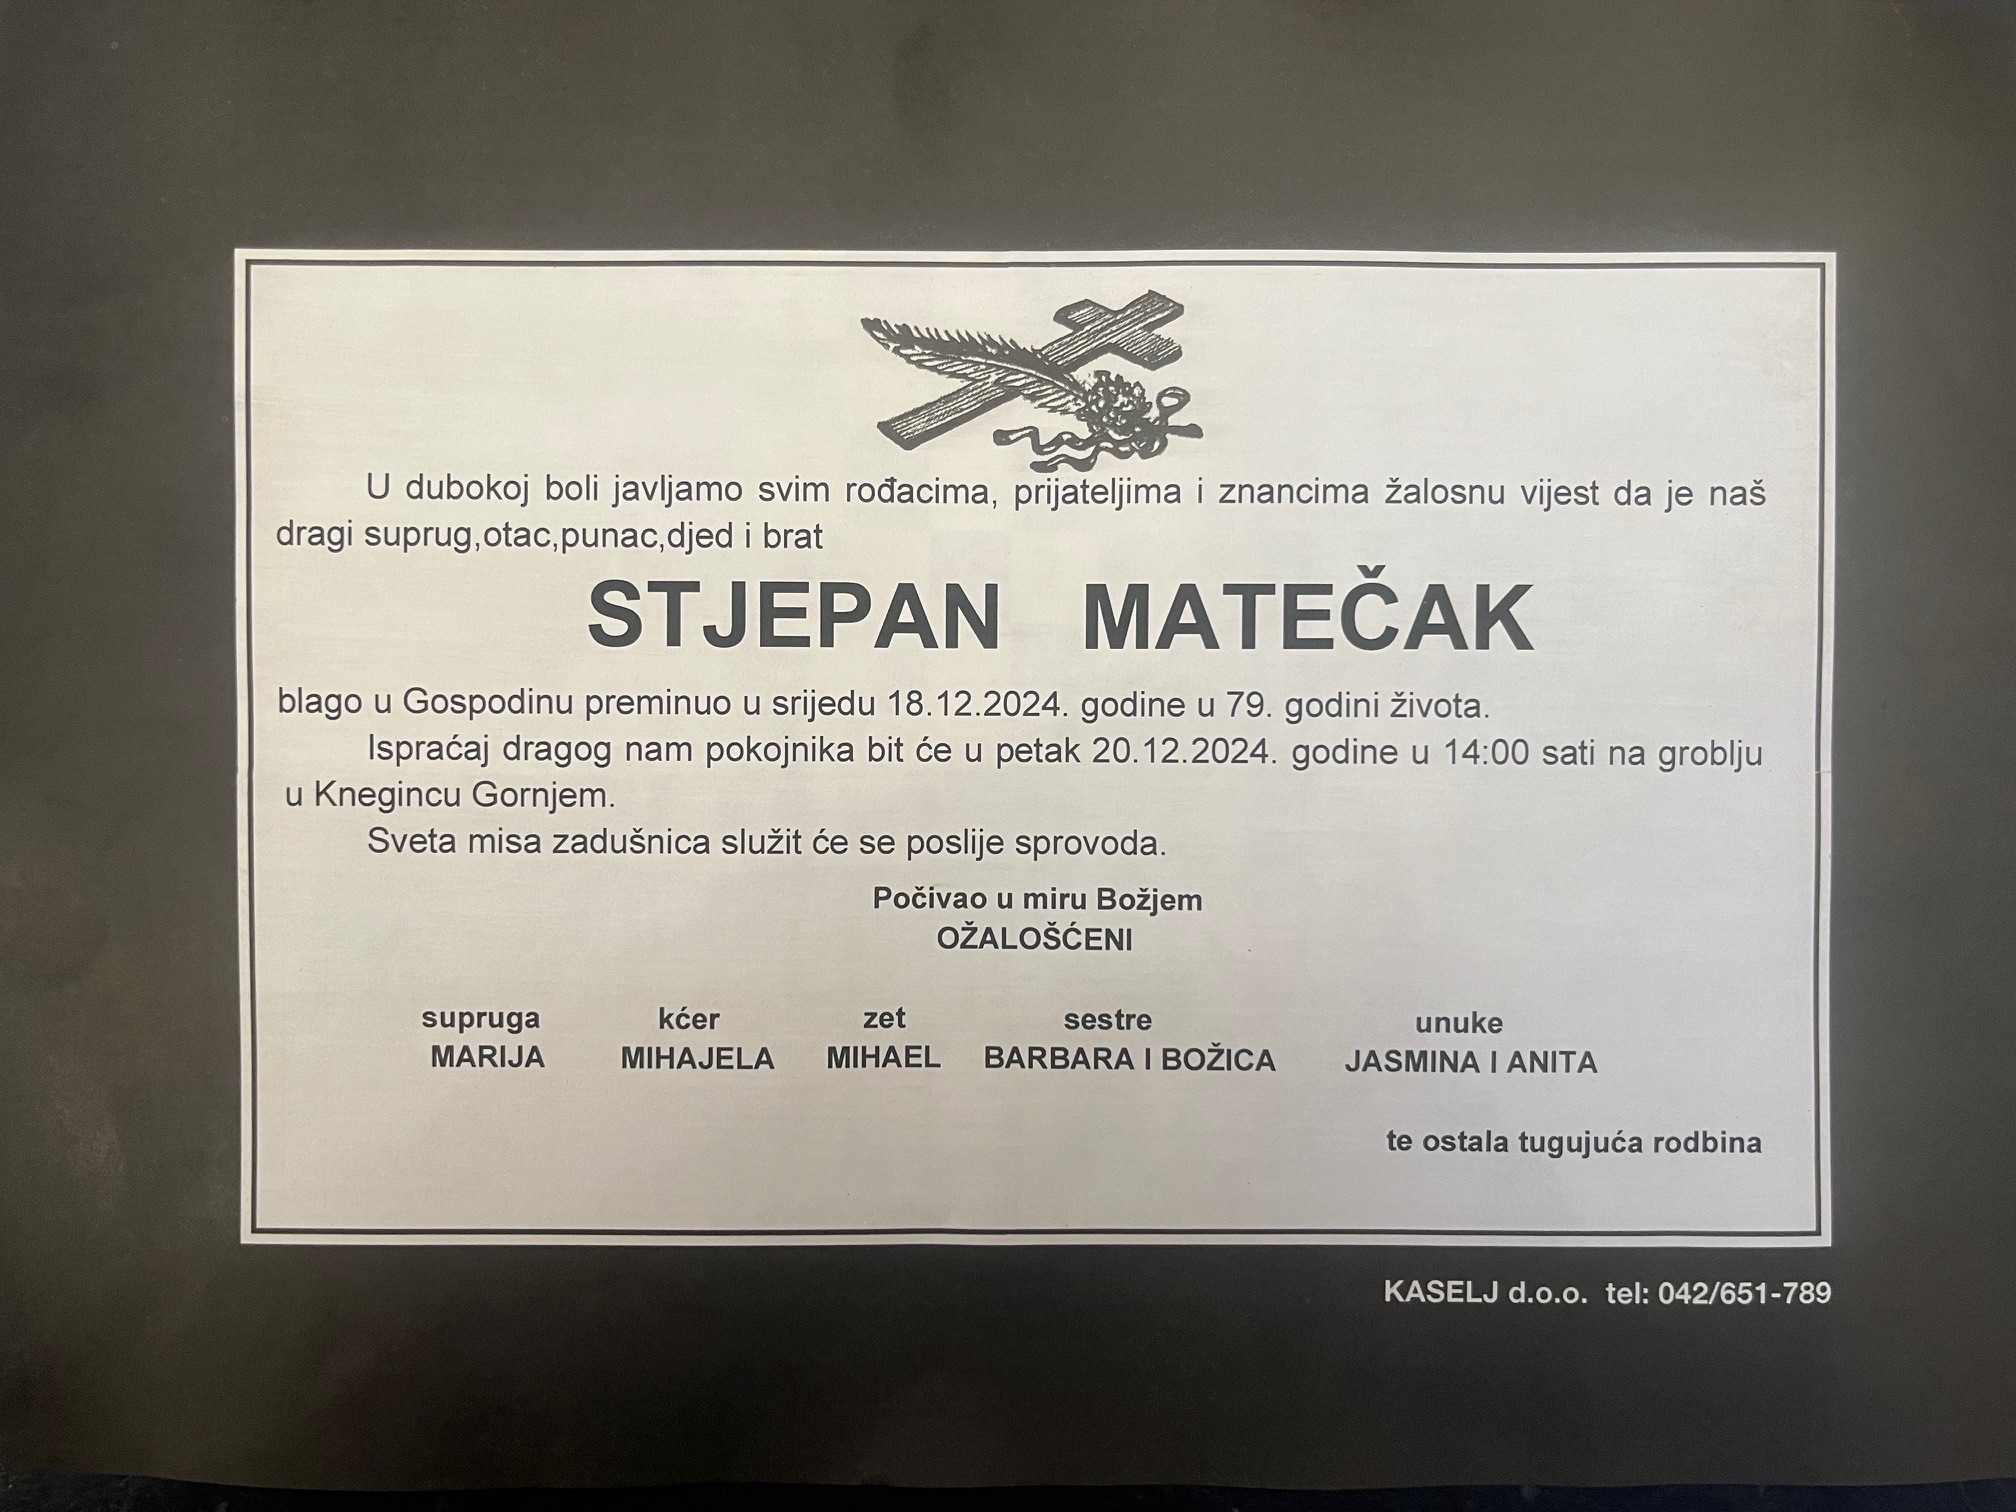 U dubokoj boli javljamo svim rođacima, prijateljima i znancima žalosnu vijest da je naš
dragi suprug,otac,punac,djed i brat
STJEPAN MATEČAK
blago u Gospodinu preminuo u srijedu 18.12.2024. godine u 79. godini života.
Ispraćaj dragog nam pokojnika bit će u petak 20.12.2024. godine u 14:00 sati na groblju
u Knegincu Gornjem.
Sveta misa zadušnica služit će se poslije sprovoda.
Počivao u miru Božjem
OŽALOŠĆENI
supruga kćer zet sestre unuke
MARIJA MIHAJELA MIHAEL BARBARA I BOŽICA JASMINA I ANITA
te ostala tugujuća rodbina
KASELJ d.o.o. tel: 042/651-789